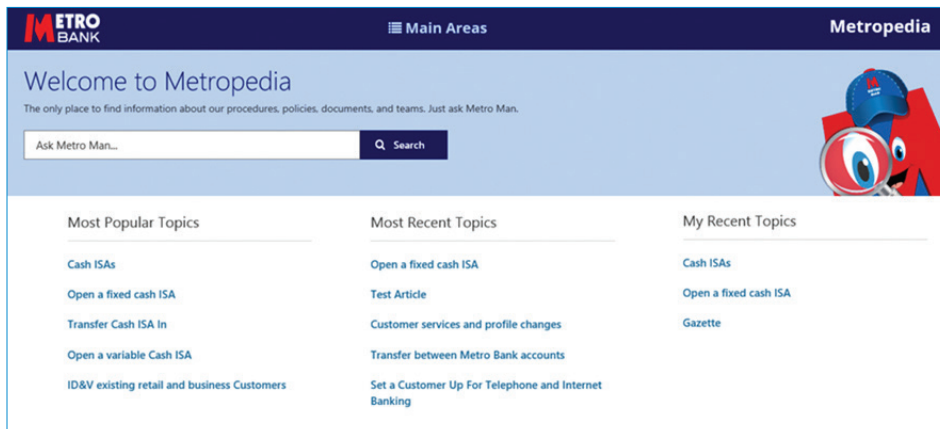 METRO
BANK
Main Areas
Metropedia
Welcome to Metropedia
The only place to find information about our procedures, policies, documents, and teams. Just ask Metro Man.
Ask Metro Man...
Search
METRO
BANK
Most Popular Topics
Cash ISAs
Open a fixed cash ISA
Transfer Cash ISA In
Open a variable Cash ISA
ID&V existing retail and business Customers
Most Recent Topics
Open a fixed cash ISA
Test Article
Customer services and profile changes
Transfer between Metro Bank accounts
Set a Customer Up For Telephone and Internet
Banking
My Recent Topics
Cash ISAs
Open a fixed cash ISA
Gazette